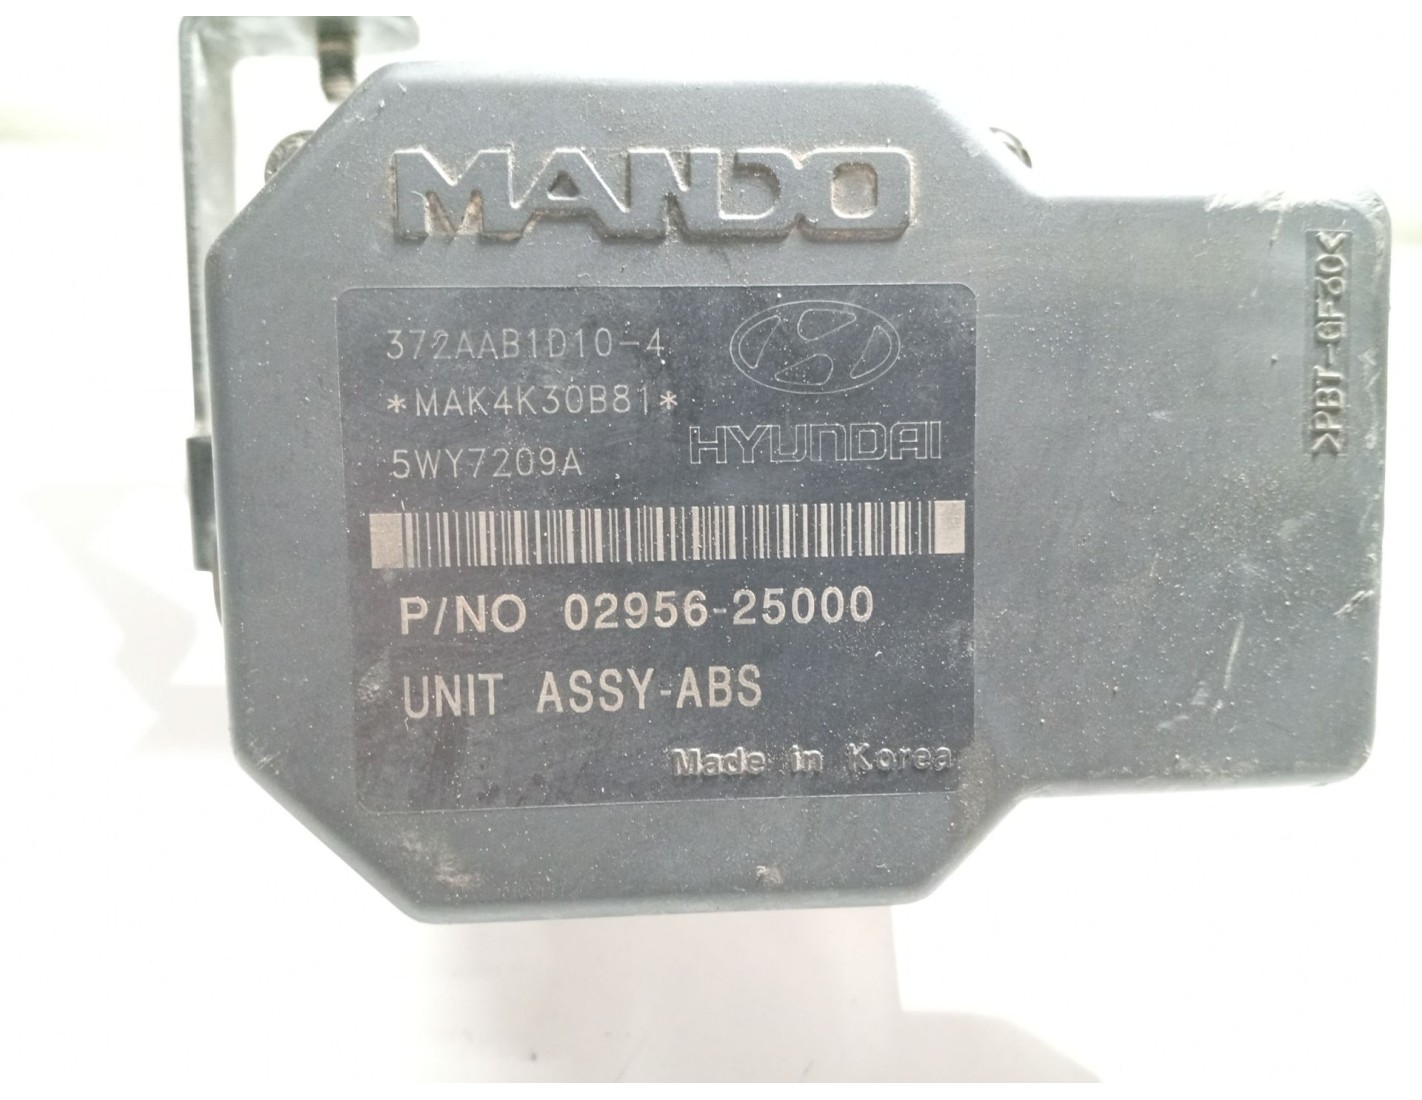 MANDO
372AAB1D10-4
*MAK4K30B81*
5WY7209A
HYUNDAI
P/NO 02956-25000
UNIT ASSY-ABS
Made in Korea
>PBT-GF30<